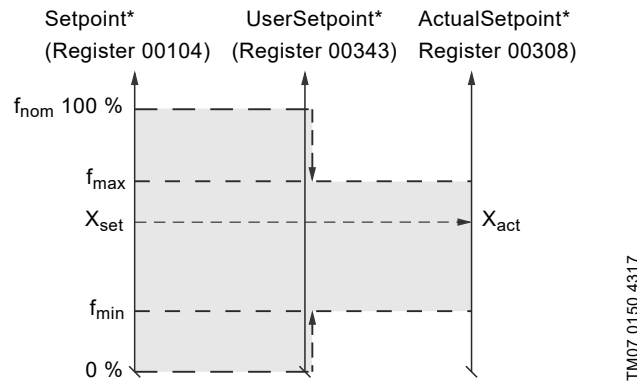 Setpoint* UserSetpoint* ActualSetpoint*
(Register 00104) (Register 00343) Register 00308)
fnom 100 %
fmax
Xset Xact
fmin
0 %
TM07 0150 4317